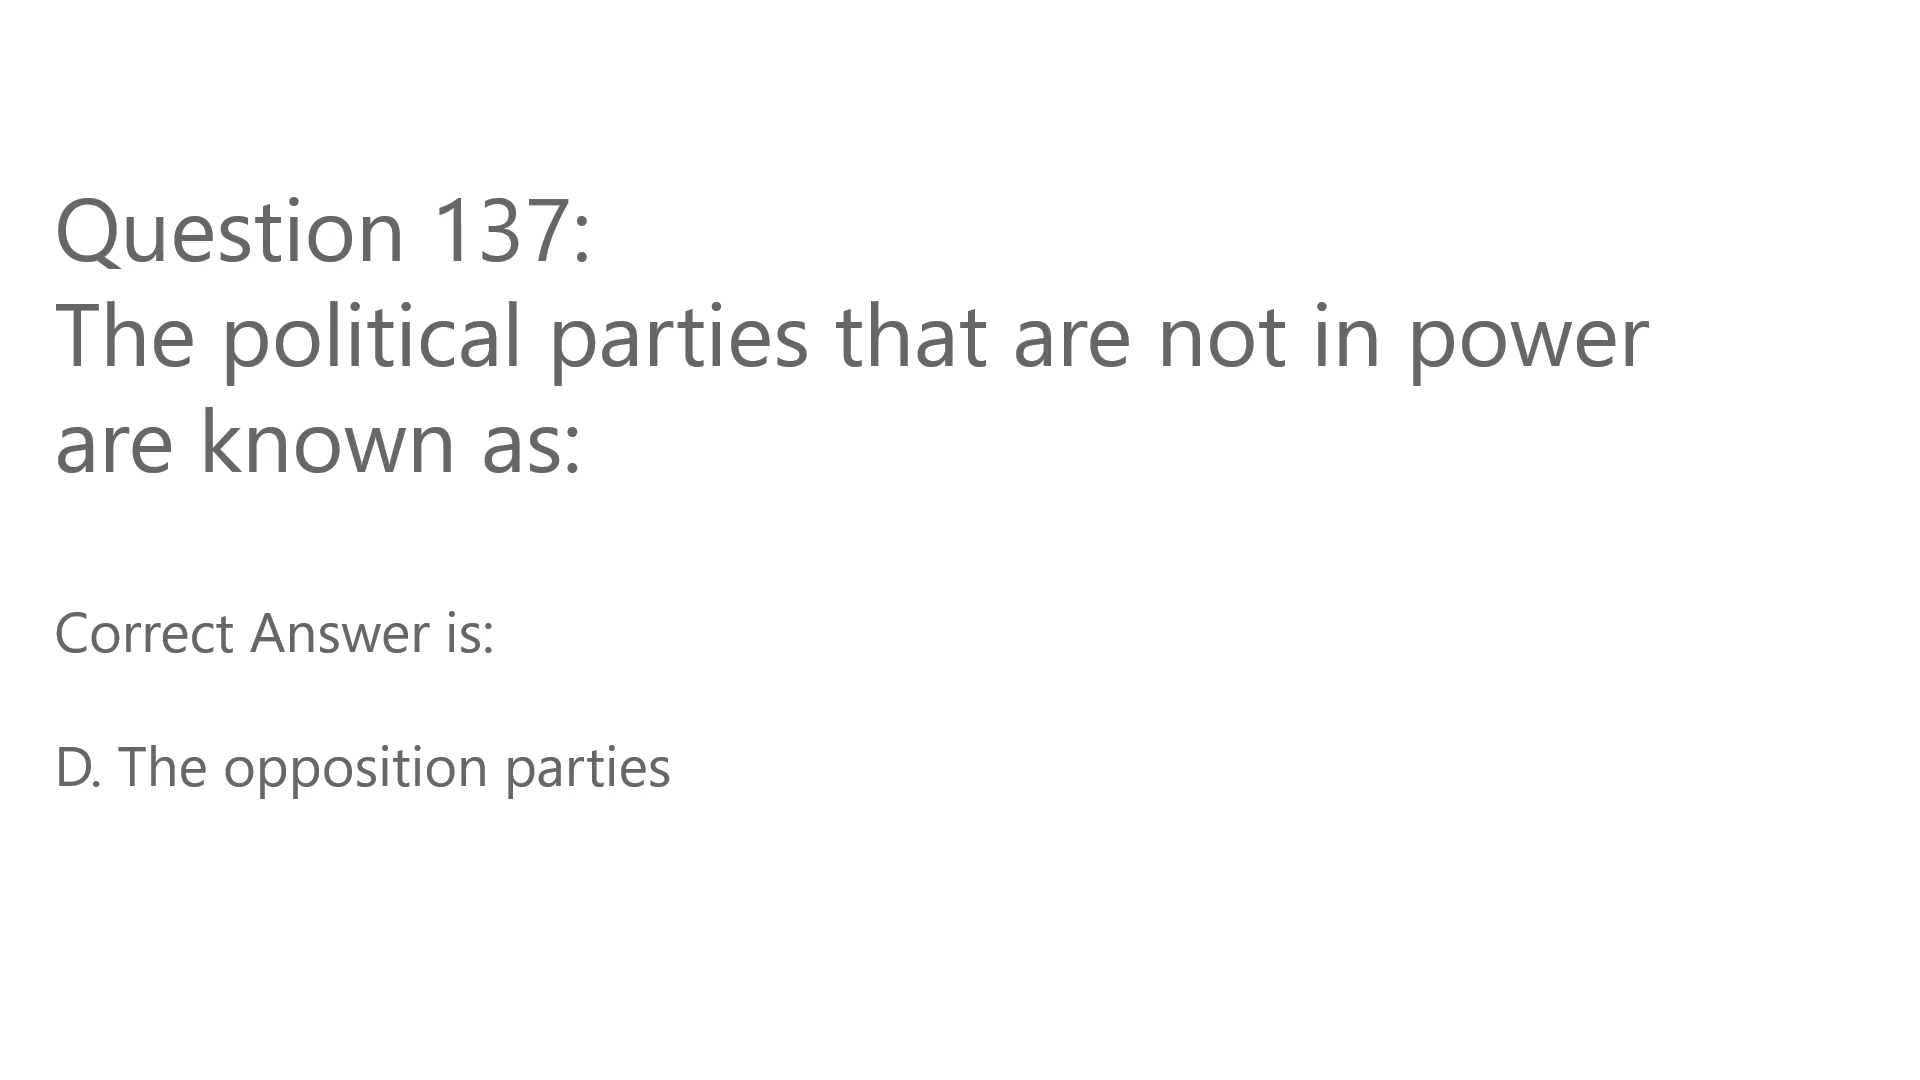 Question 137:
The political parties that are not in power
are known as:
Correct Answer is:
D. The opposition parties